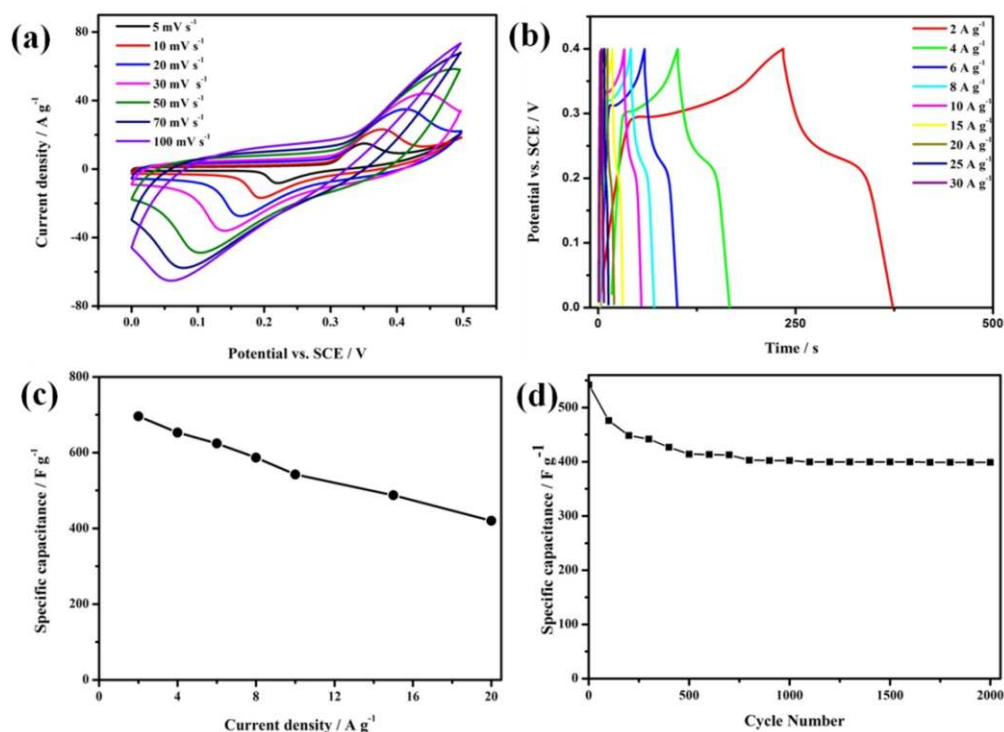 (a)
5 mV s⁻¹
10 mV s⁻¹
20 mV s⁻¹
30 mV s⁻¹
50 mV s⁻¹
70 mV s⁻¹
100 mV s⁻¹
Current density / A g⁻¹
80
40
0
-40
-80
0.0 0.1 0.2 0.3 0.4 0.5
Potential vs. SCE / V
(b)
2 A g⁻¹
4 A g⁻¹
6 A g⁻¹
8 A g⁻¹
10 A g⁻¹
15 A g⁻¹
20 A g⁻¹
25 A g⁻¹
30 A g⁻¹
Potential vs. SCE / V
0.4
0.3
0.2
0.1
0.0
0 250 500
Time / s
(c)
Specific capacitance / F g⁻¹
800
600
400
200
0
0 4 8 12 16 20
Current density / A g⁻¹
(d)
Specific capacitance / F g⁻¹
500
400
300
200
100
0
0 500 1000 1500 2000
Cycle Number